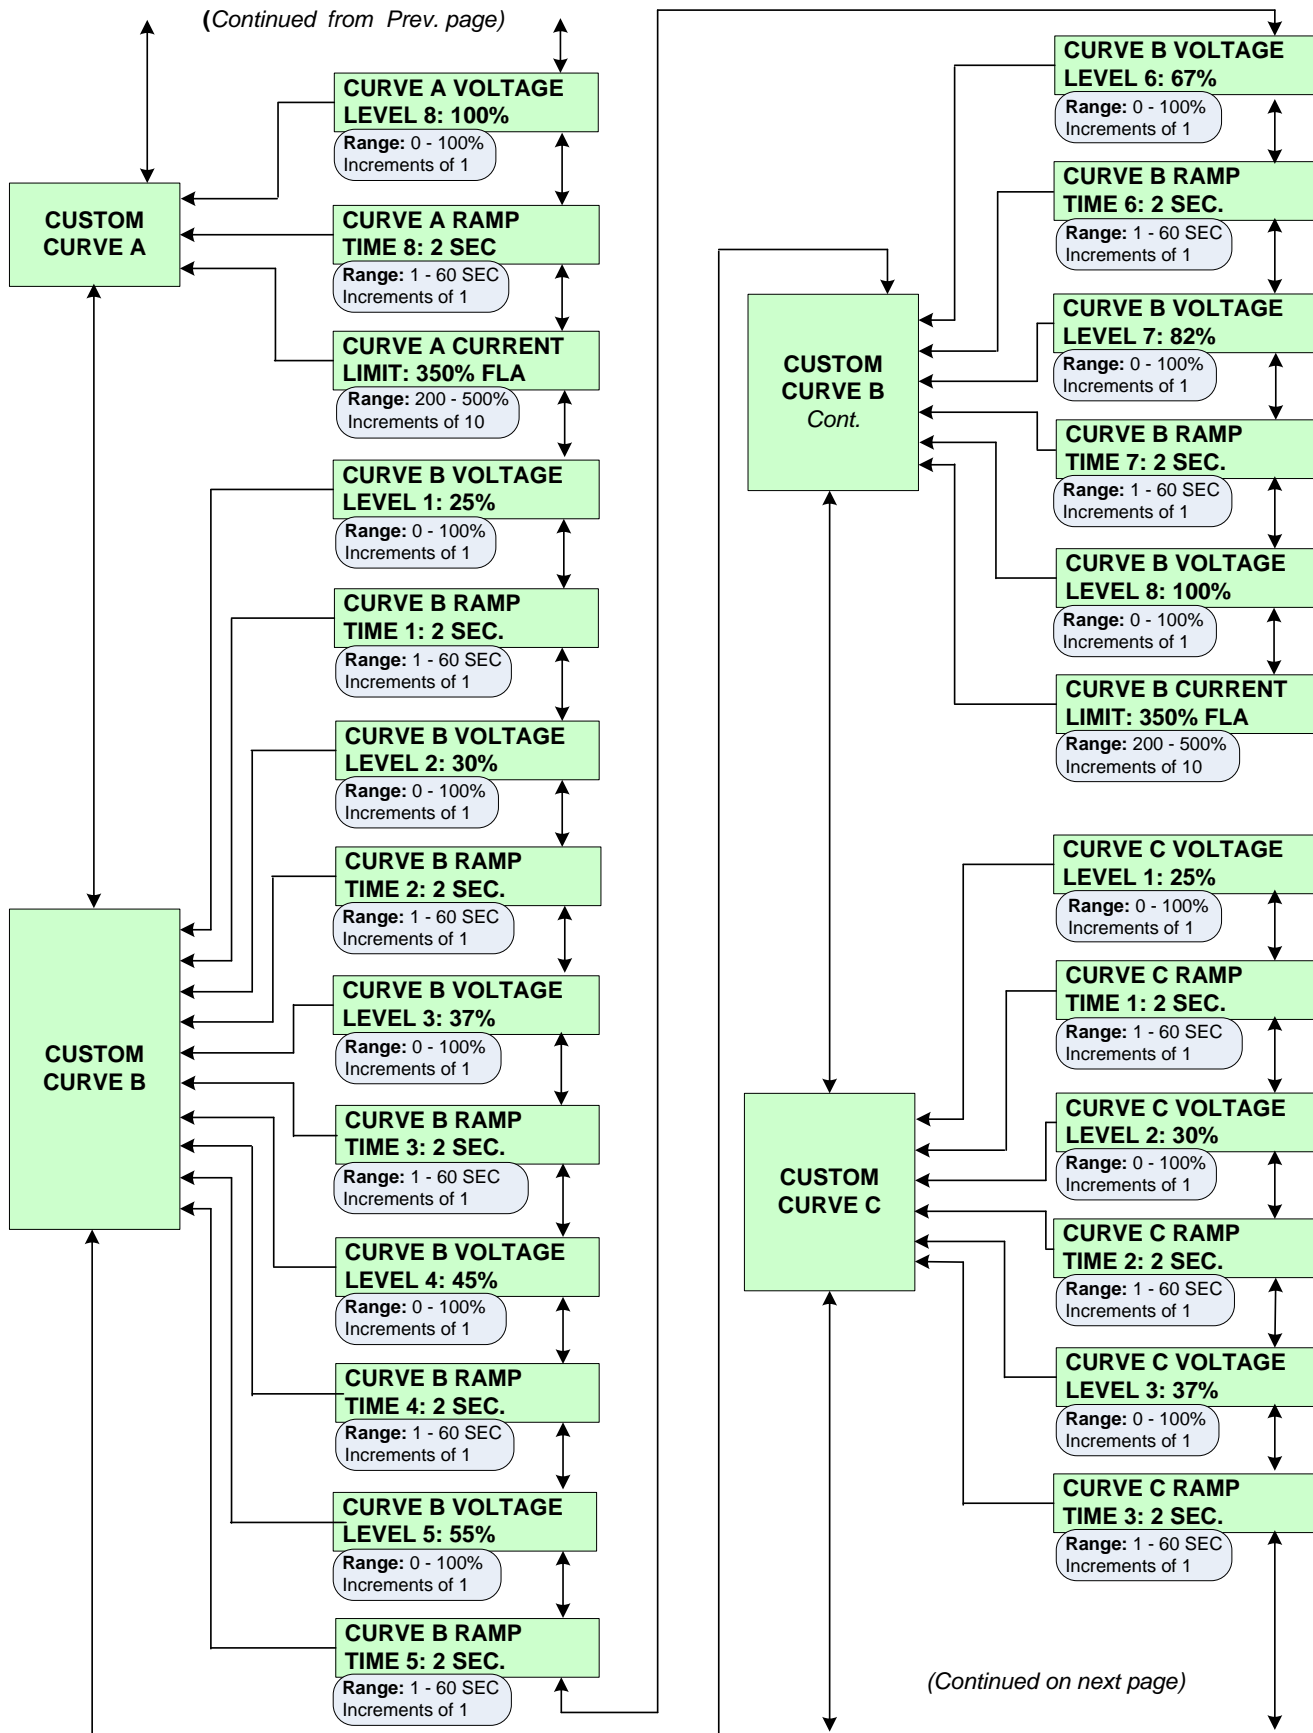 (Continued from Prev. page)
CURVE A VOLTAGE
LEVEL 8: 100%
Range: 0 - 100%
Increments of 1
CUSTOM
CURVE A
CURVE A RAMP
TIME 8: 2 SEC
Range: 1 - 60 SEC
Increments of 1
CURVE A CURRENT
LIMIT: 350% FLA
Range: 200 - 500%
Increments of 10
CURVE B VOLTAGE
LEVEL 1: 25%
Range: 0 - 100%
Increments of 1
CURVE B RAMP
TIME 1: 2 SEC.
Range: 1 - 60 SEC
Increments of 1
CURVE B VOLTAGE
LEVEL 2: 30%
Range: 0 - 100%
Increments of 1
CURVE B RAMP
TIME 2: 2 SEC.
Range: 1 - 60 SEC
Increments of 1
CUSTOM
CURVE B
CURVE B VOLTAGE
LEVEL 3: 37%
Range: 0 - 100%
Increments of 1
CURVE B RAMP
TIME 3: 2 SEC.
Range: 1 - 60 SEC
Increments of 1
CURVE B VOLTAGE
LEVEL 4: 45%
Range: 0 - 100%
Increments of 1
CURVE B RAMP
TIME 4: 2 SEC.
Range: 1 - 60 SEC
Increments of 1
CURVE B VOLTAGE
LEVEL 5: 55%
Range: 0 - 100%
Increments of 1
CURVE B RAMP
TIME 5: 2 SEC.
Range: 1 - 60 SEC
Increments of 1
CURVE B VOLTAGE
LEVEL 6: 67%
Range: 0 - 100%
Increments of 1
CURVE B RAMP
TIME 6: 2 SEC.
Range: 1 - 60 SEC
Increments of 1
CUSTOM
CURVE B
Cont.
CURVE B VOLTAGE
LEVEL 7: 82%
Range: 0 - 100%
Increments of 1
CURVE B RAMP
TIME 7: 2 SEC.
Range: 1 - 60 SEC
Increments of 1
CURVE B VOLTAGE
LEVEL 8: 100%
Range: 0 - 100%
Increments of 1
CURVE B CURRENT
LIMIT: 350% FLA
Range: 200 - 500%
Increments of 10
CURVE C VOLTAGE
LEVEL 1: 25%
Range: 0 - 100%
Increments of 1
CURVE C RAMP
TIME 1: 2 SEC.
Range: 1 - 60 SEC
Increments of 1
CUSTOM
CURVE C
CURVE C VOLTAGE
LEVEL 2: 30%
Range: 0 - 100%
Increments of 1
CURVE C RAMP
TIME 2: 2 SEC.
Range: 1 - 60 SEC
Increments of 1
CURVE C VOLTAGE
LEVEL 3: 37%
Range: 0 - 100%
Increments of 1
CURVE C RAMP
TIME 3: 2 SEC.
Range: 1 - 60 SEC
Increments of 1
(Continued on next page)